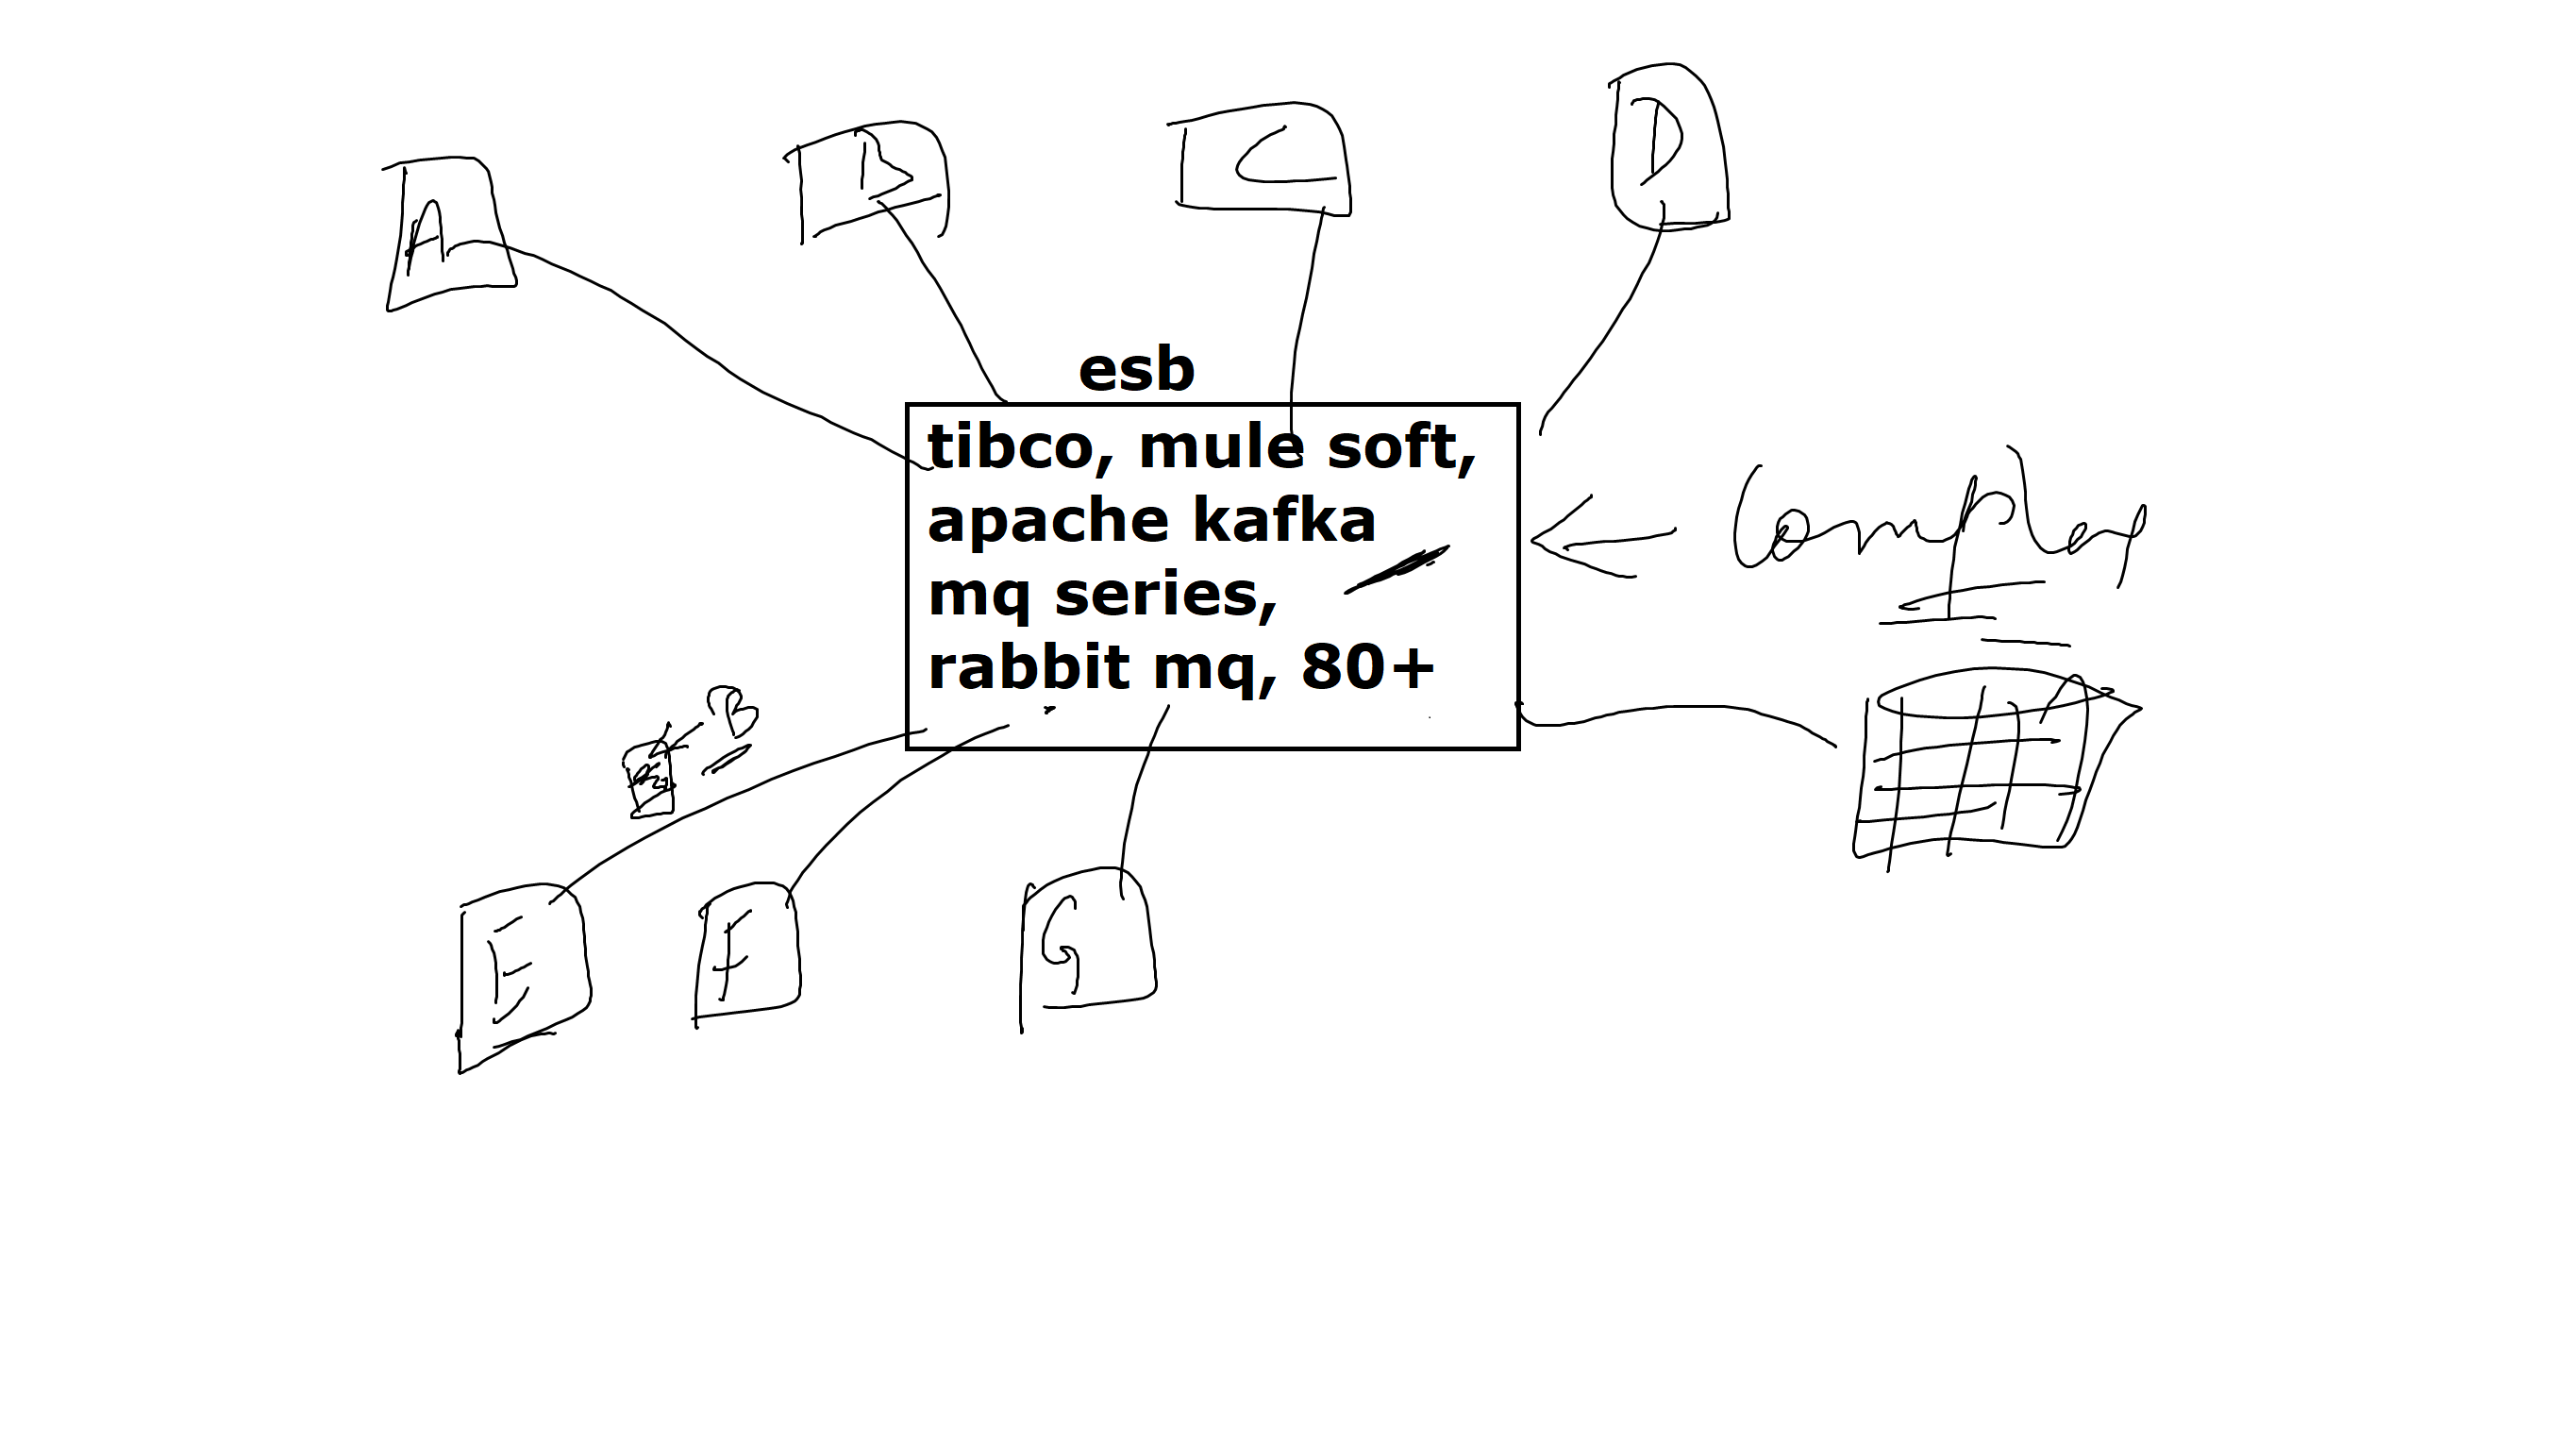 A
B
C
D
esb
tibco, mule soft,
apache kafka
mq series,
rabbit mq, 80+
Complex
B
E
F
G